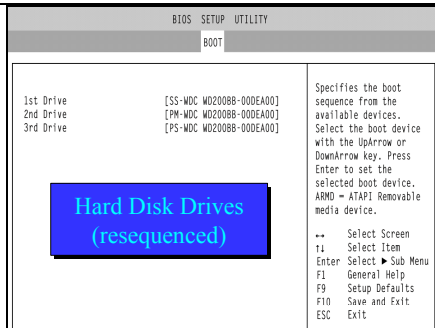 BIOS SETUP UTILITY
BOOT
1st Drive [SS-WDC WD200BB-00DEA00]
2nd Drive [PM-WDC WD200BB-00DEA00]
3rd Drive [PS-WDC WD200BB-00DEA00]
Hard Disk Drives
(resequenced)
Specifies the boot
sequence from the
available devices.
Select the boot device
with the UpArrow or
DownArrow key. Press
Enter to set the
selected boot device.
ARMD = ATAPI Removable
media device.
↔ Select Screen
↑↓ Select Item
Enter Select ► Sub Menu
F1 General Help
F9 Setup Defaults
F10 Save and Exit
ESC Exit